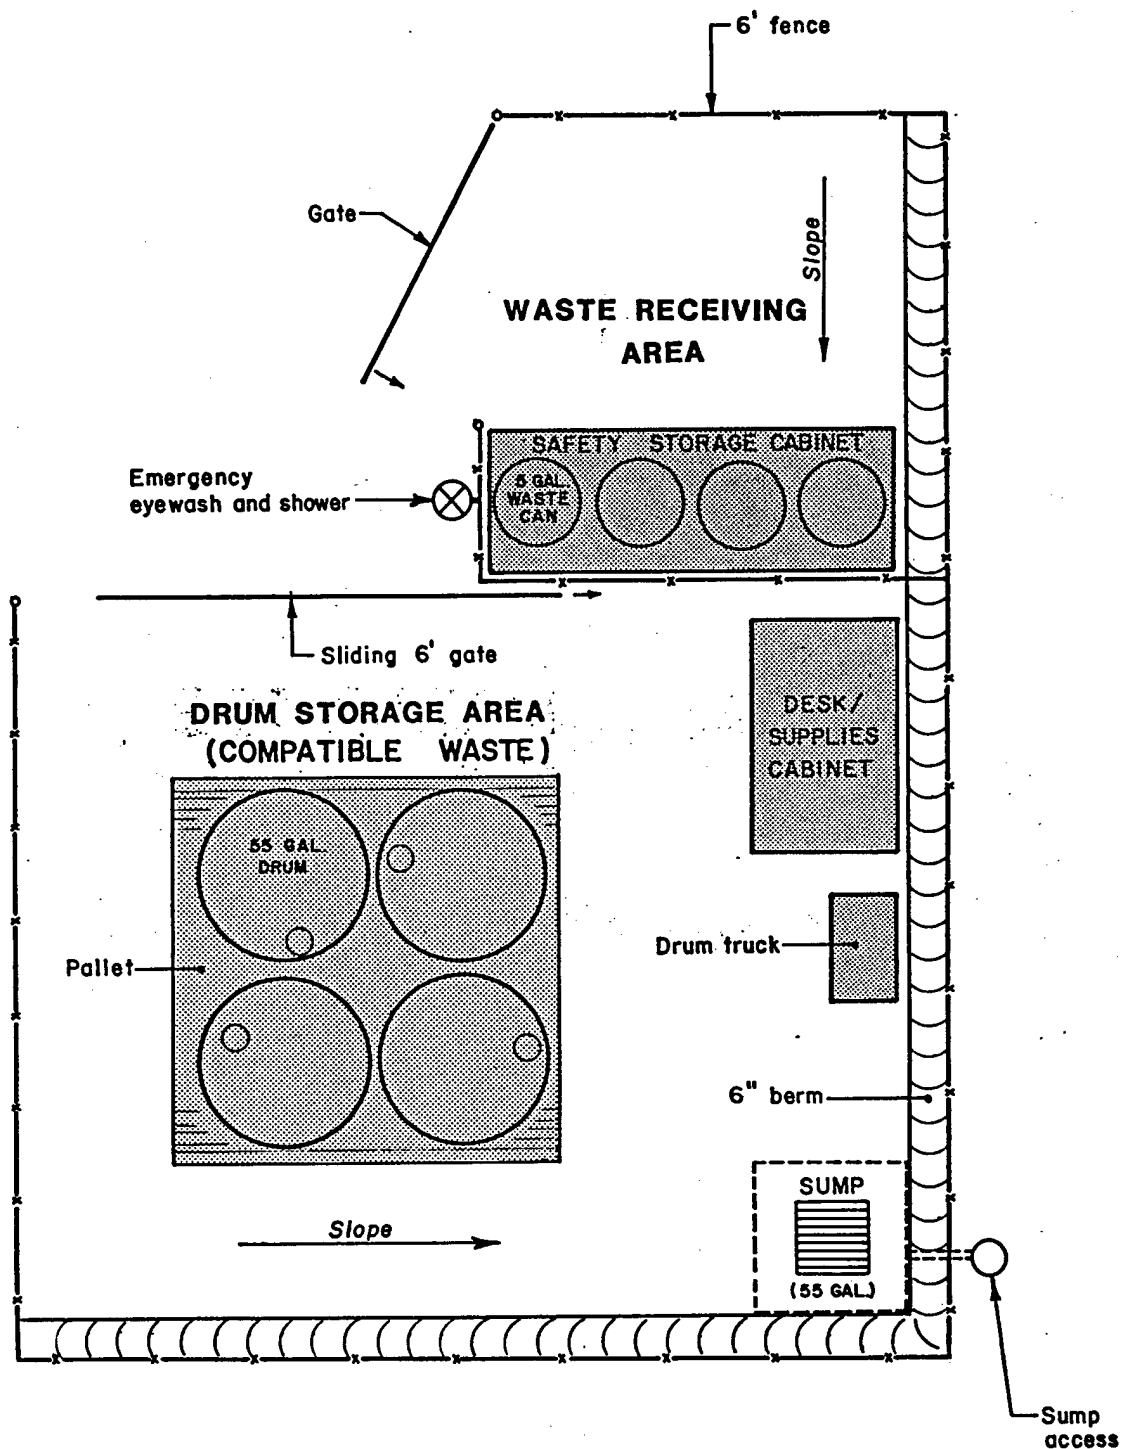 6' fence
Gate
Slope
WASTE RECEIVING
AREA
SAFETY STORAGE CABINET
5 GAL.
WASTE
CAN
Emergency
eyewash and shower
Sliding 6' gate
DRUM STORAGE AREA
(COMPATIBLE WASTE)
DESK/
SUPPLIES
CABINET
55 GAL.
DRUM
Drum truck
Pallet
6" berm
SUMP
(55 GAL.)
Slope
Sump
access